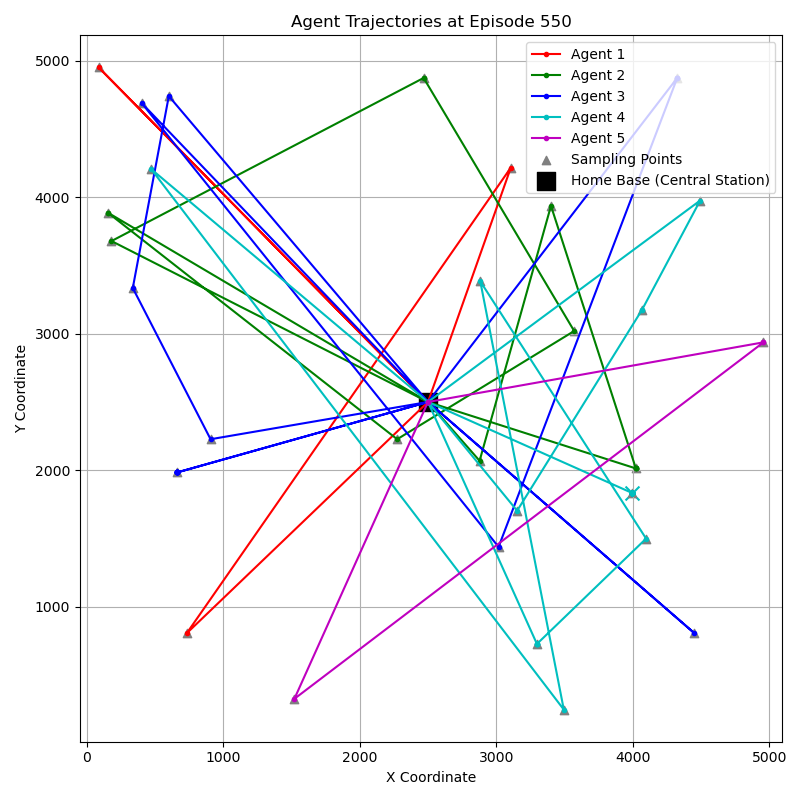 Agent Trajectories at Episode 550
Agent 1
Agent 2
Agent 3
Agent 4
Agent 5
Sampling Points
Home Base (Central Station)
5000
4000
3000
2000
1000
Y Coordinate
0 1000 2000 3000 4000 5000
X Coordinate